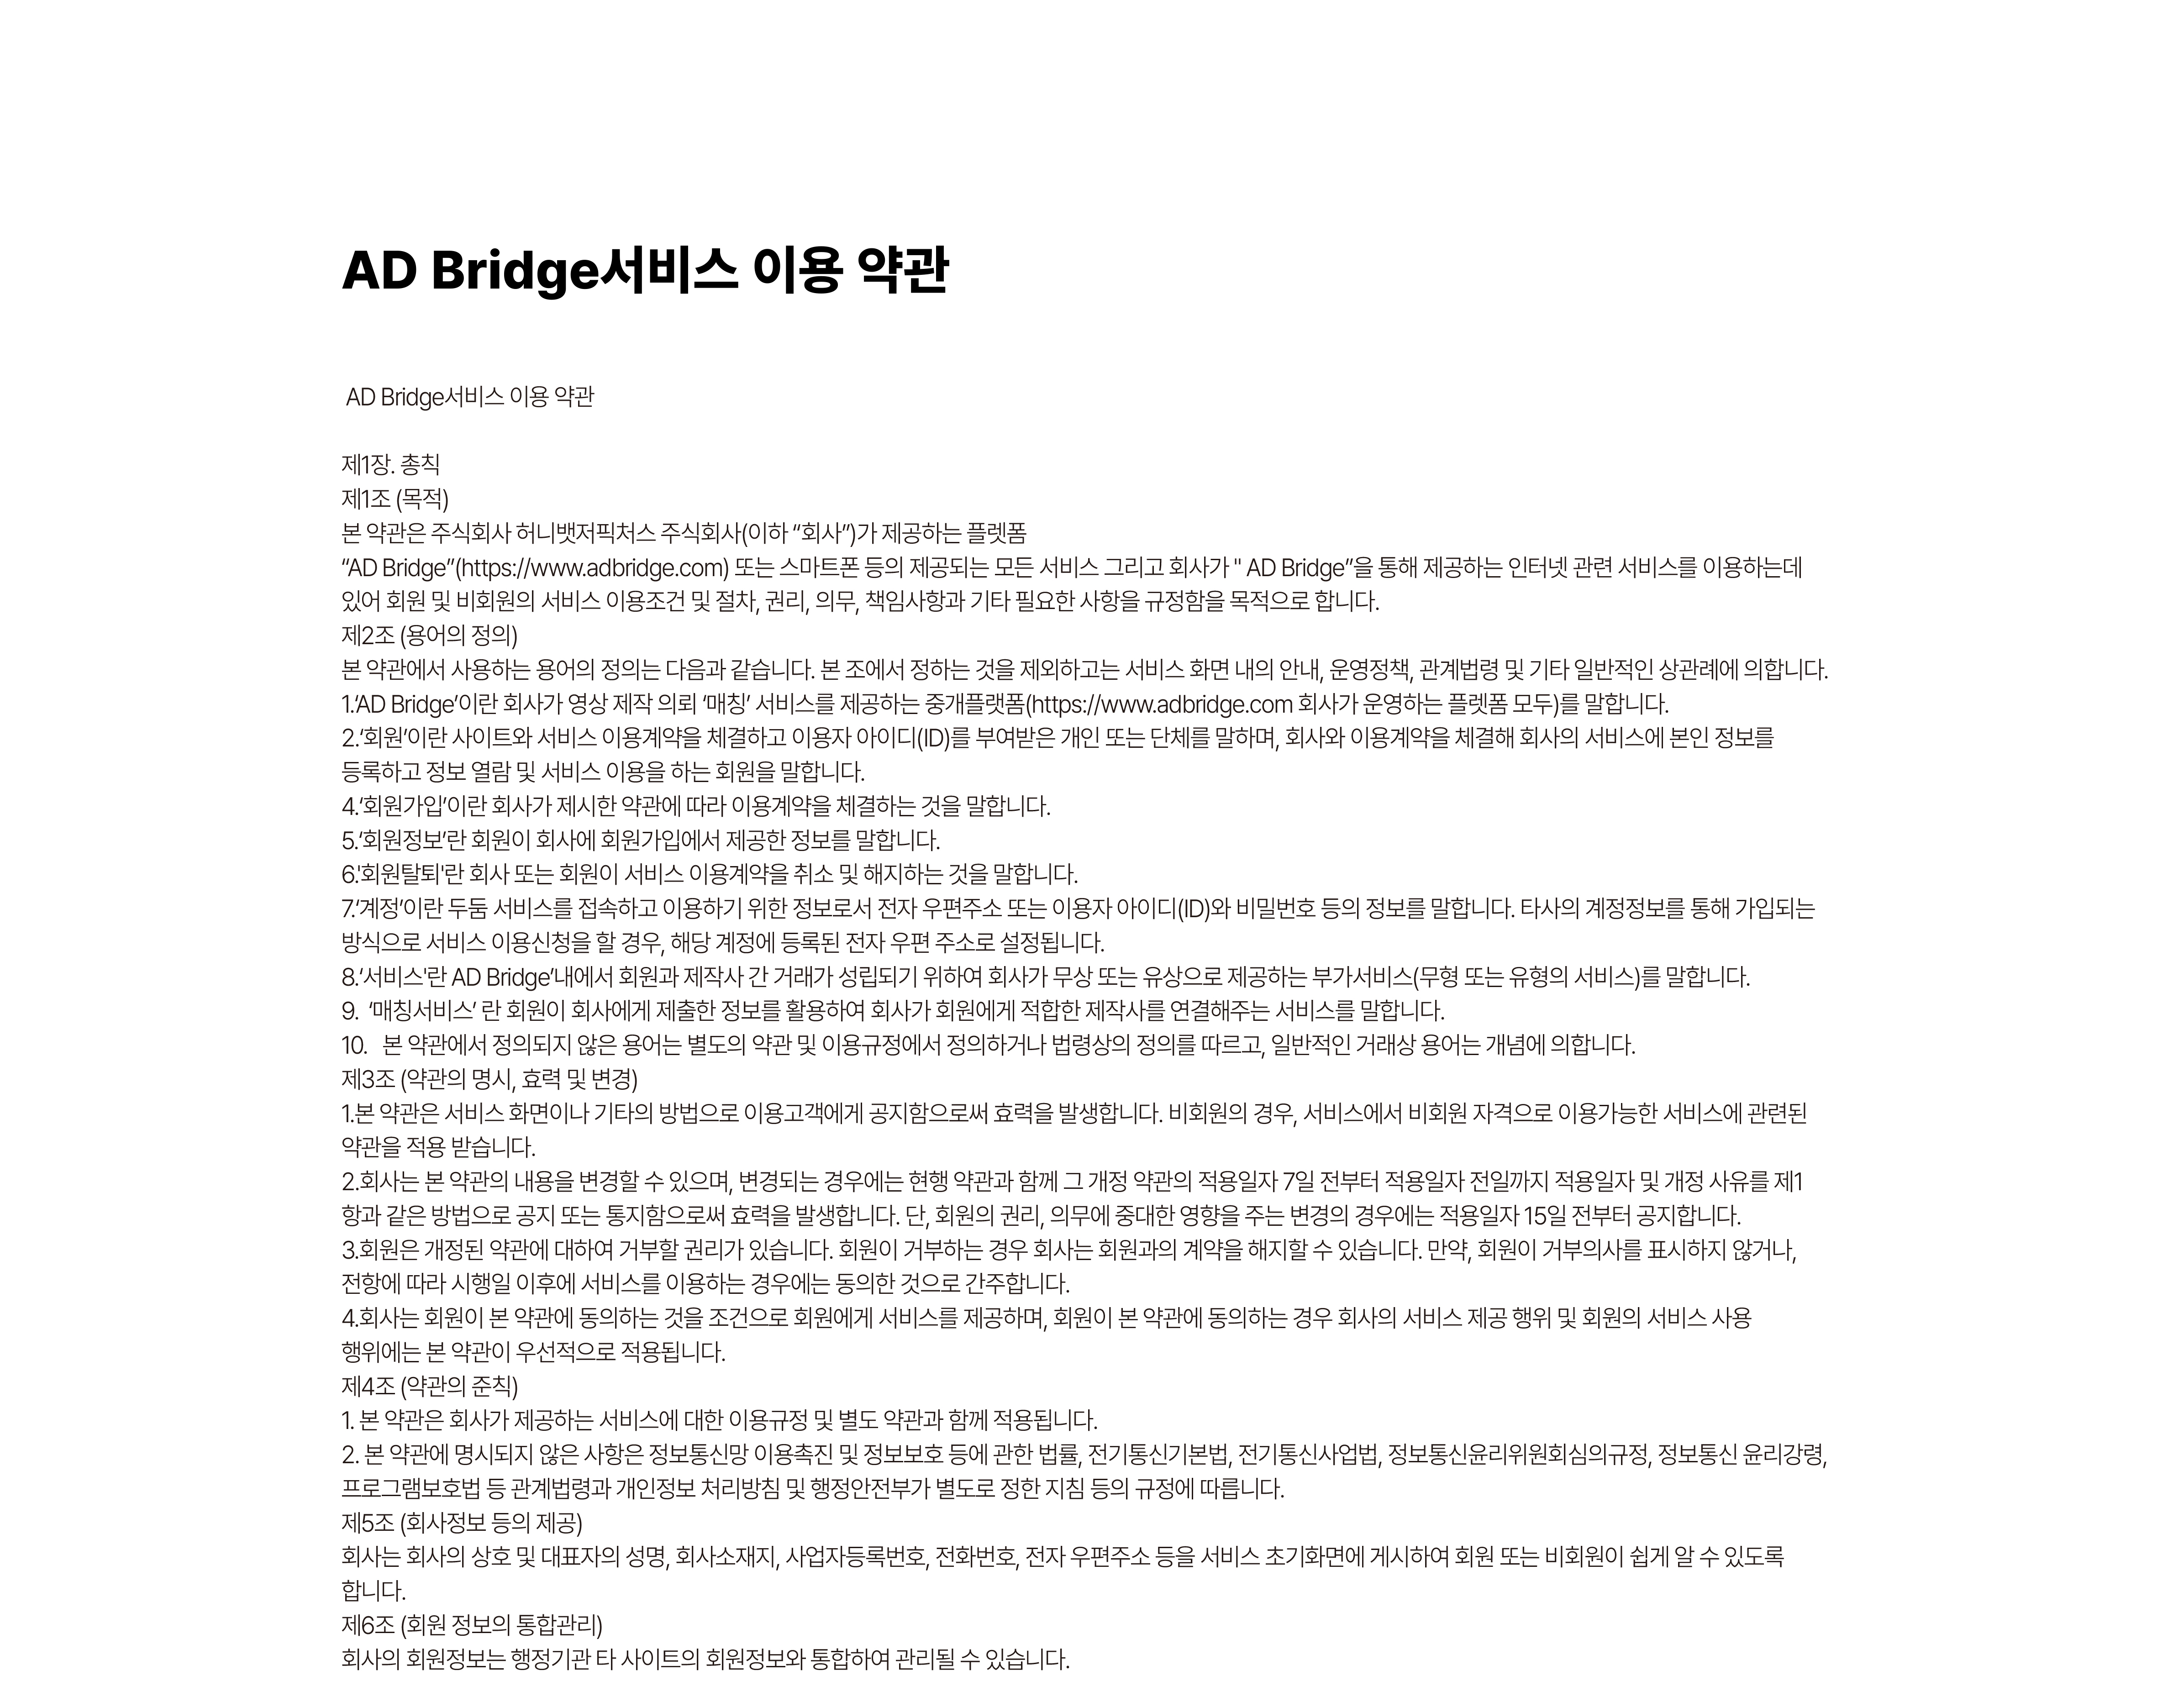 AD Bridge서비스 이용 약관
AD Bridge서비스 이용 약관
제1장. 총칙
제1조 (목적)
본 약관은 주식회사 허니뱃저픽처스 주식회사(이하 “회사”)가 제공하는 플렛폼
“AD Bridge”(https://www.adbridge.com) 또는 스마트폰 등의 제공되는 모든 서비스 그리고 회사가 " AD Bridge”을 통해 제공하는 인터넷 관련 서비스를 이용하는데
있어 회원 및 비회원의 서비스 이용조건 및 절차, 권리, 의무, 책임사항과 기타 필요한 사항을 규정함을 목적으로 합니다.
제2조 (용어의 정의)
본 약관에서 사용하는 용어의 정의는 다음과 같습니다. 본 조에서 정하는 것을 제외하고는 서비스 화면 내의 안내, 운영정책, 관계법령 및 기타 일반적인 상관례에 의합니다.
1.‘AD Bridge’이란 회사가 영상 제작 의뢰 ‘매칭’ 서비스를 제공하는 중개플랫폼(https://www.adbridge.com 회사가 운영하는 플렛폼 모두)를 말합니다.
2.‘회원’이란 사이트와 서비스 이용계약을 체결하고 이용자 아이디(ID)를 부여받은 개인 또는 단체를 말하며, 회사와 이용계약을 체결해 회사의 서비스에 본인 정보를
등록하고 정보 열람 및 서비스 이용을 하는 회원을 말합니다.
4.‘회원가입’이란 회사가 제시한 약관에 따라 이용계약을 체결하는 것을 말합니다.
5.‘회원정보’란 회원이 회사에 회원가입에서 제공한 정보를 말합니다.
6.'회원탈퇴'란 회사 또는 회원이 서비스 이용계약을 취소 및 해지하는 것을 말합니다.
7.‘계정’이란 두둠 서비스를 접속하고 이용하기 위한 정보로서 전자 우편주소 또는 이용자 아이디(ID)와 비밀번호 등의 정보를 말합니다. 타사의 계정정보를 통해 가입되는
방식으로 서비스 이용신청을 할 경우, 해당 계정에 등록된 전자 우편 주소로 설정됩니다.
8.‘서비스'란 AD Bridge’내에서 회원과 제작사 간 거래가 성립되기 위하여 회사가 무상 또는 유상으로 제공하는 부가서비스(무형 또는 유형의 서비스)를 말합니다.
9. ‘매칭서비스’ 란 회원이 회사에게 제출한 정보를 활용하여 회사가 회원에게 적합한 제작사를 연결해주는 서비스를 말합니다.
10. 본 약관에서 정의되지 않은 용어는 별도의 약관 및 이용규정에서 정의하거나 법령상의 정의를 따르고, 일반적인 거래상 용어는 개념에 의합니다.
제3조 (약관의 명시, 효력 및 변경)
1.본 약관은 서비스 화면이나 기타의 방법으로 이용고객에게 공지함으로써 효력을 발생합니다. 비회원의 경우, 서비스에서 비회원 자격으로 이용가능한 서비스에 관련된
약관을 적용 받습니다.
2.회사는 본 약관의 내용을 변경할 수 있으며, 변경되는 경우에는 현행 약관과 함께 그 개정 약관의 적용일자 7일 전부터 적용일자 전일까지 적용일자 및 개정 사유를 제1
항과 같은 방법으로 공지 또는 통지함으로써 효력을 발생합니다. 단, 회원의 권리, 의무에 중대한 영향을 주는 변경의 경우에는 적용일자 15일 전부터 공지합니다.
3.회원은 개정된 약관에 대하여 거부할 권리가 있습니다. 회원이 거부하는 경우 회사는 회원과의 계약을 해지할 수 있습니다. 만약, 회원이 거부의사를 표시하지 않거나,
전항에 따라 시행일 이후에 서비스를 이용하는 경우에는 동의한 것으로 간주합니다.
4.회사는 회원이 본 약관에 동의하는 것을 조건으로 회원에게 서비스를 제공하며, 회원이 본 약관에 동의하는 경우 회사의 서비스 제공 행위 및 회원의 서비스 사용
행위에는 본 약관이 우선적으로 적용됩니다.
제4조 (약관의 준칙)
1. 본 약관은 회사가 제공하는 서비스에 대한 이용규정 및 별도 약관과 함께 적용됩니다.
2. 본 약관에 명시되지 않은 사항은 정보통신망 이용촉진 및 정보보호 등에 관한 법률, 전기통신기본법, 전기통신사업법, 정보통신윤리위원회심의규정, 정보통신 윤리강령,
프로그램보호법 등 관계법령과 개인정보 처리방침 및 행정안전부가 별도로 정한 지침 등의 규정에 따릅니다.
제5조 (회사정보 등의 제공)
회사는 회사의 상호 및 대표자의 성명, 회사소재지, 사업자등록번호, 전화번호, 전자 우편주소 등을 서비스 초기화면에 게시하여 회원 또는 비회원이 쉽게 알 수 있도록
합니다.
제6조 (회원 정보의 통합관리)
회사의 회원정보는 행정기관 타 사이트의 회원정보와 통합하여 관리될 수 있습니다.